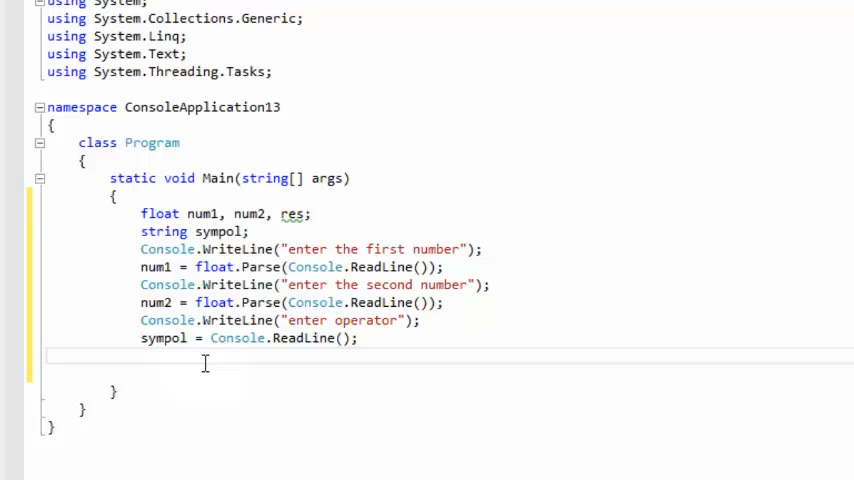 using System;
using System.Collections.Generic;
using System.Linq;
using System.Text;
using System.Threading.Tasks;
namespace ConsoleApplication13
{
class Program
{
static void Main(string[] args)
{
float num1, num2, res;
string sympol;
Console.WriteLine("enter the first number");
num1 = float.Parse(Console.ReadLine());
Console.WriteLine("enter the second number");
num2 = float.Parse(Console.ReadLine());
Console.WriteLine("enter operator");
sympol = Console.ReadLine();
}
}
}